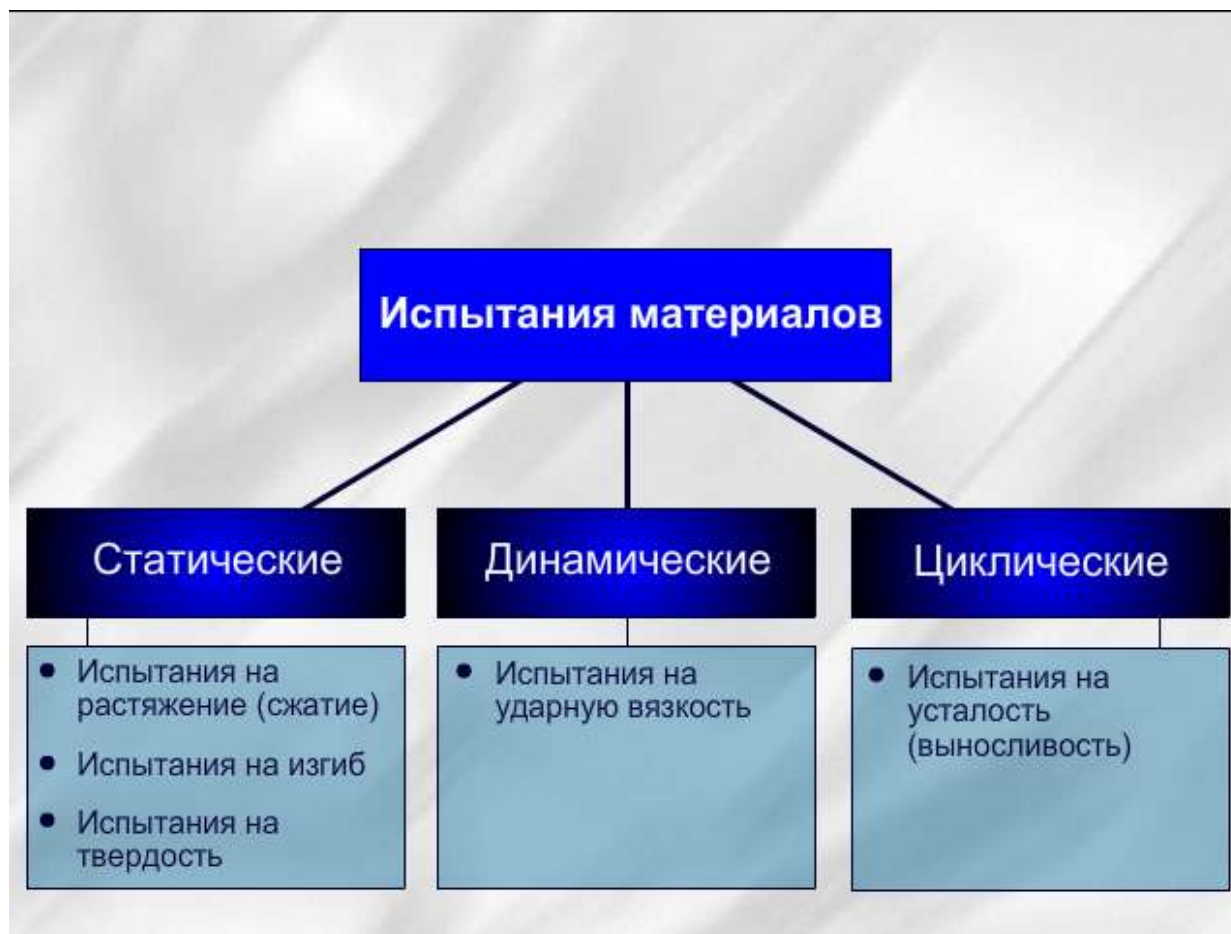 Испытания материалов
Статические
Испытания на
растяжение (сжатие)
Испытания на изгиб
Испытания на
твердость
Динамические
Испытания на
ударную вязкость
Циклические
Испытания на
усталость
(выносливость)